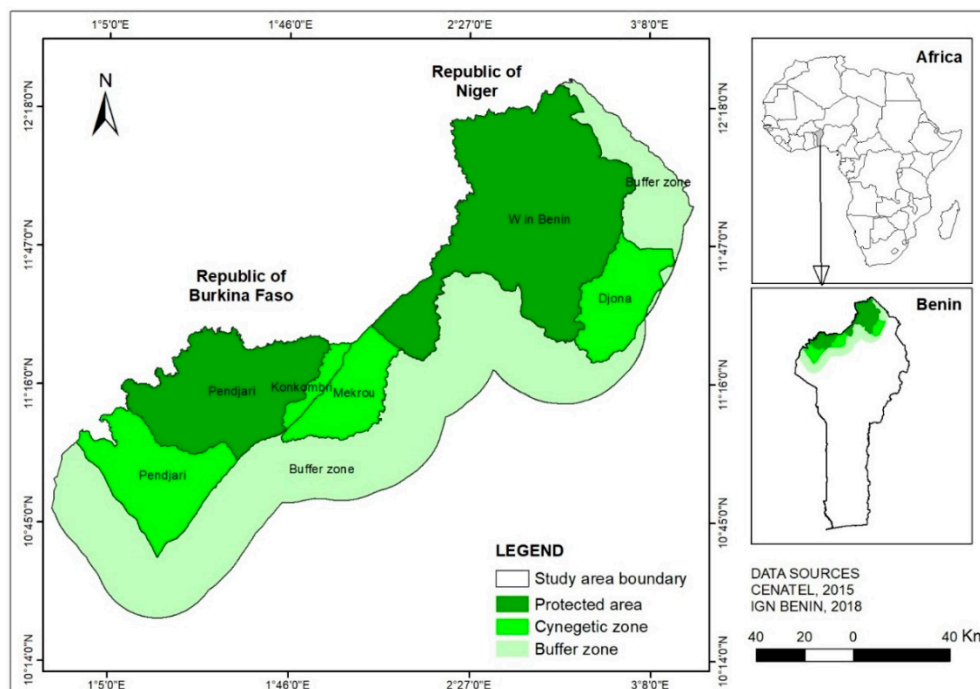 1°5'0"E
1°46'0"E
2°27'0"E
3°8'0"E
N
Republic of
Niger
Africa
12°18'0"N
12°18'0"N
Buffer zone
W in Benin
11°47'0"N
11°47'0"N
Republic of
Burkina Faso
Djona
Benin
11°16'0"N
11°16'0"N
Pendjari
Konkombri
Mekrou
Pendjari
Buffer zone
10°45'0"N
10°45'0"N
LEGEND
Study area boundary
Protected area
Cynegetic zone
Buffer zone
DATA SOURCES
CENATEL, 2015
IGN BENIN, 2018
40 20 0 40 Km
10°14'0"N
10°14'0"N
1°5'0"E
1°46'0"E
2°27'0"E
3°8'0"E